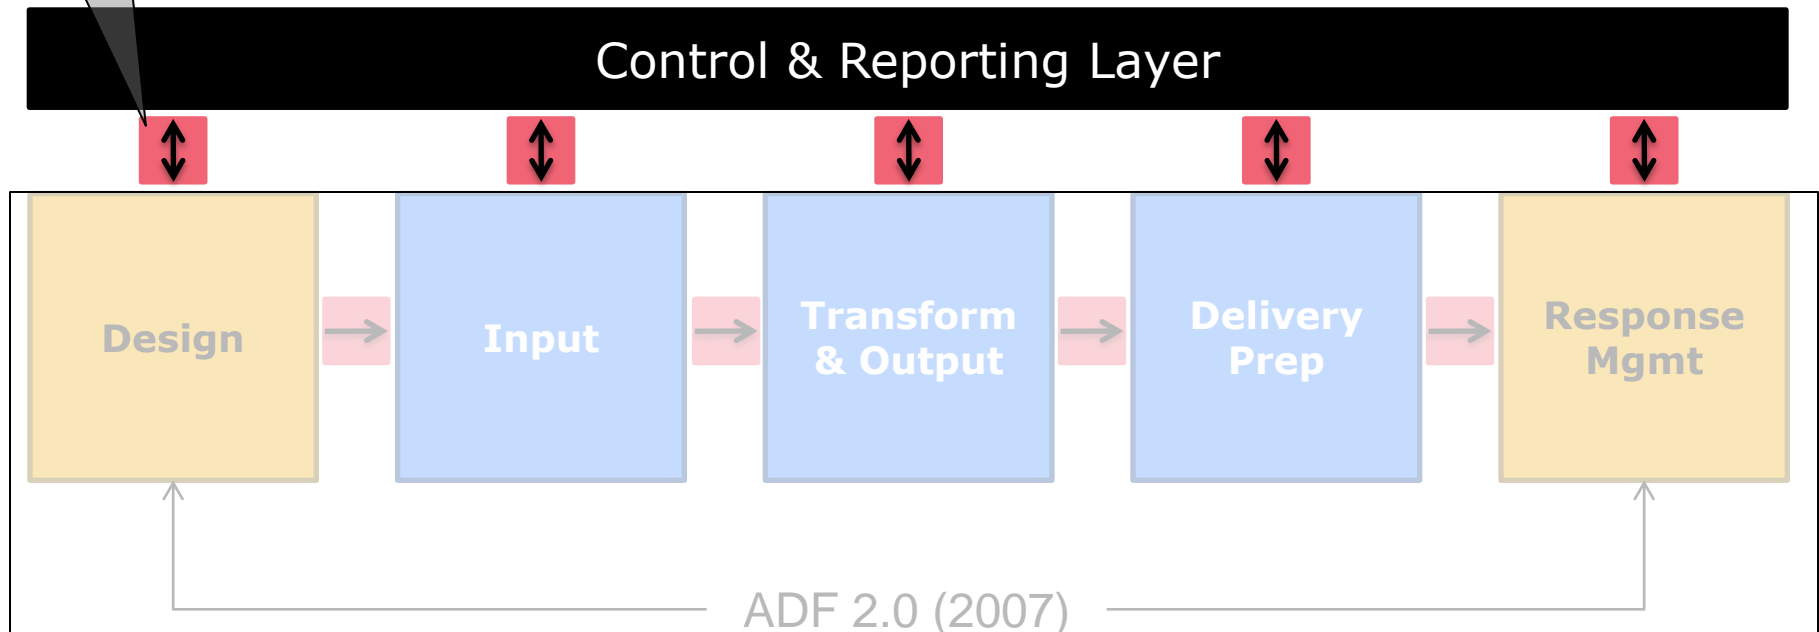 Control & Reporting Layer
Design
Input
Transform
& Output
Delivery
Prep
Response
Mgmt
ADF 2.0 (2007)